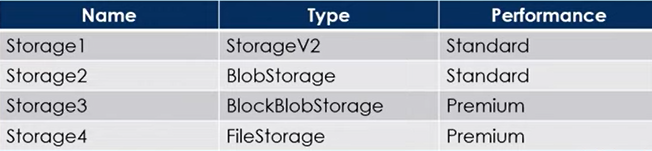 Name Type Performance
Storage1 StorageV2 Standard
Storage2 BlobStorage Standard
Storage3 BlockBlobStorage Premium
Storage4 FileStorage Premium